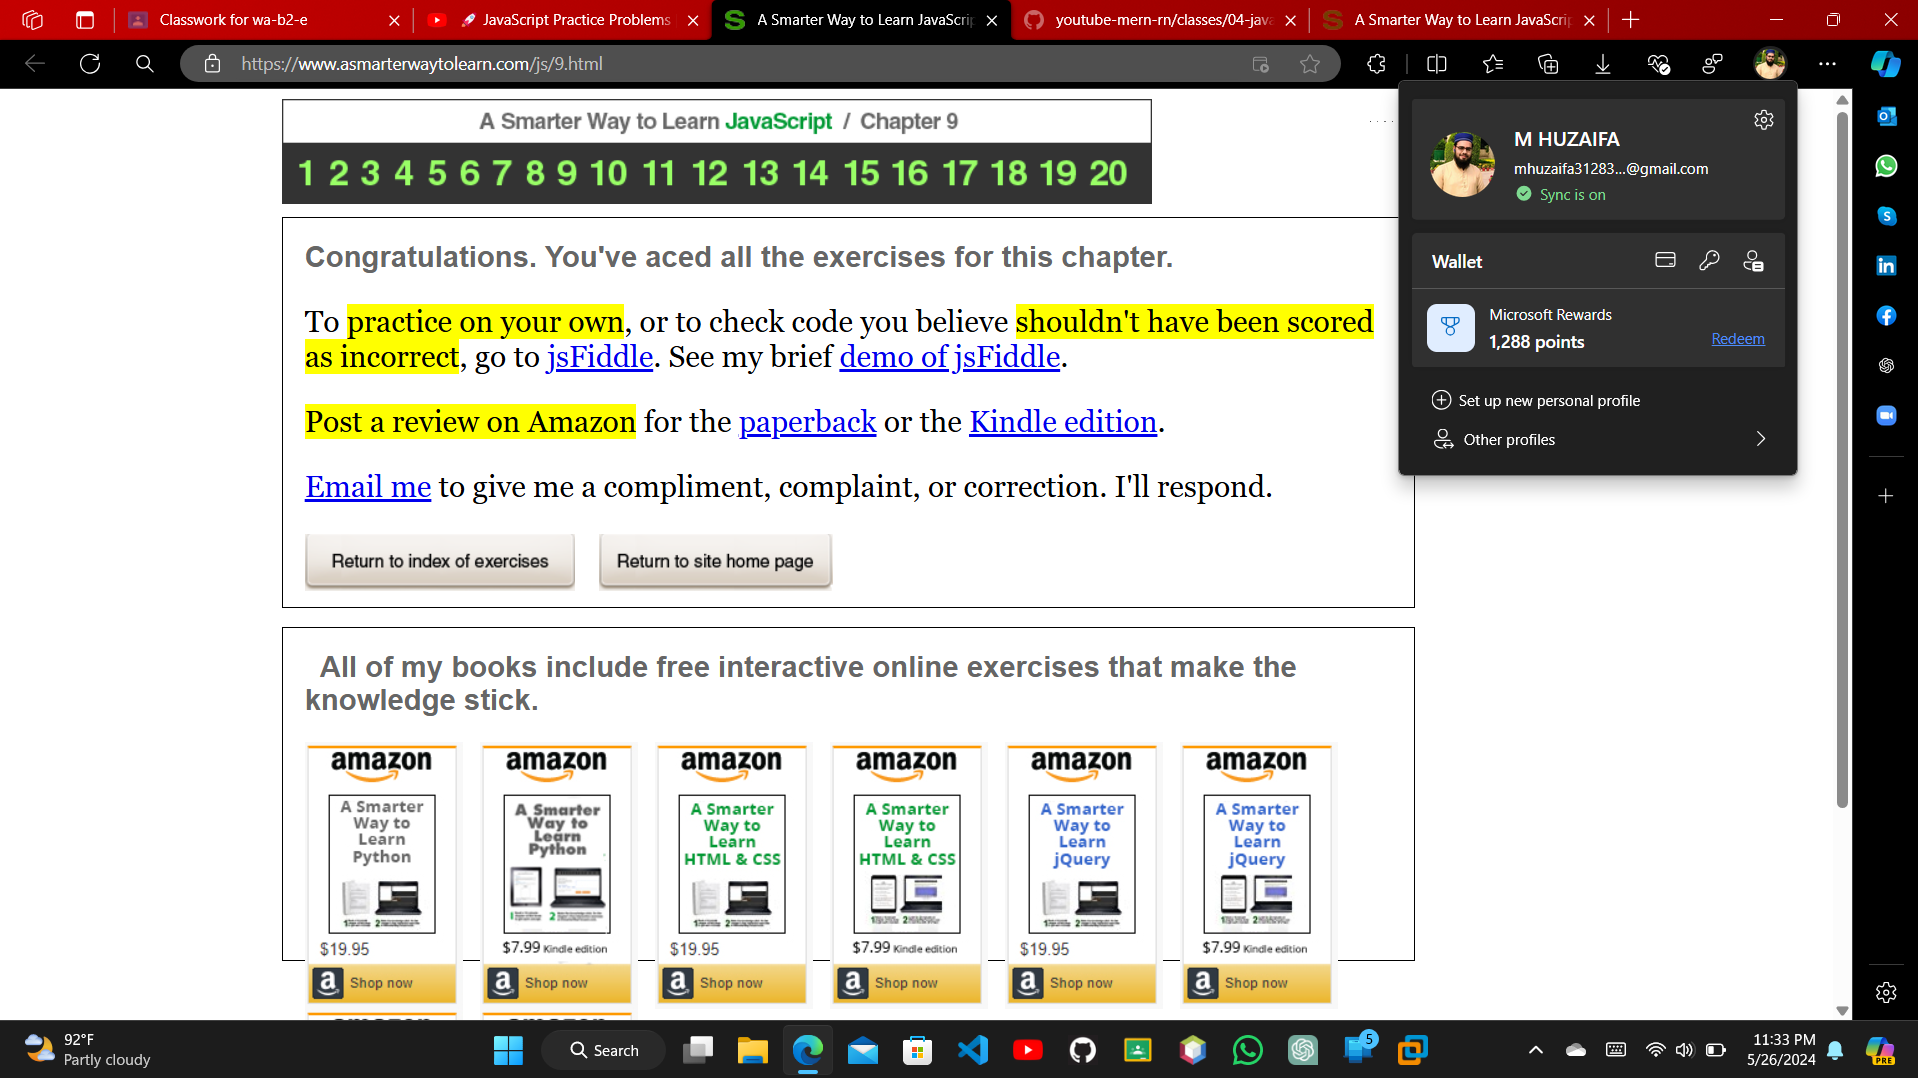 Classwork for wa-b2-e
JavaScript Practice Problems
A Smarter Way to Learn JavaScrip
youtube-mern-rn/classes/04-java
A Smarter Way to Learn JavaScrip
https://www.asmarterwaytolearn.com/js/9.html
A Smarter Way to Learn JavaScript / Chapter 9
1 2 3 4 5 6 7 8 9 10 11 12 13 14 15 16 17 18 19 20
M HUZAIFA
mhuzaifa31283...@gmail.com
Sync is on
Wallet
Microsoft Rewards
1,288 points
Redeem
Set up new personal profile
Other profiles
Congratulations. You've aced all the exercises for this chapter.
To practice on your own, or to check code you believe shouldn't have been scored
as incorrect, go to jsFiddle. See my brief demo of jsFiddle.
Post a review on Amazon for the paperback or the Kindle edition.
Email me to give me a compliment, complaint, or correction. I'll respond.
Return to index of exercises
Return to site home page
All of my books include free interactive online exercises that make the
knowledge stick.
amazon
A Smarter
Way to
Learn
Python
$19.95
Shop now
amazon
A Smarter
Way to
Learn
Python
$7.99 Kindle edition
Shop now
amazon
A Smarter
Way to
Learn
HTML & CSS
$19.95
Shop now
amazon
A Smarter
Way to
Learn
HTML & CSS
$7.99 Kindle edition
Shop now
amazon
A Smarter
Way to
Learn
jQuery
$19.95
Shop now
amazon
A Smarter
Way to
Learn
jQuery
$7.99 Kindle edition
Shop now
92°F
Partly cloudy
Search
5
11:33 PM
5/26/2024
PRE